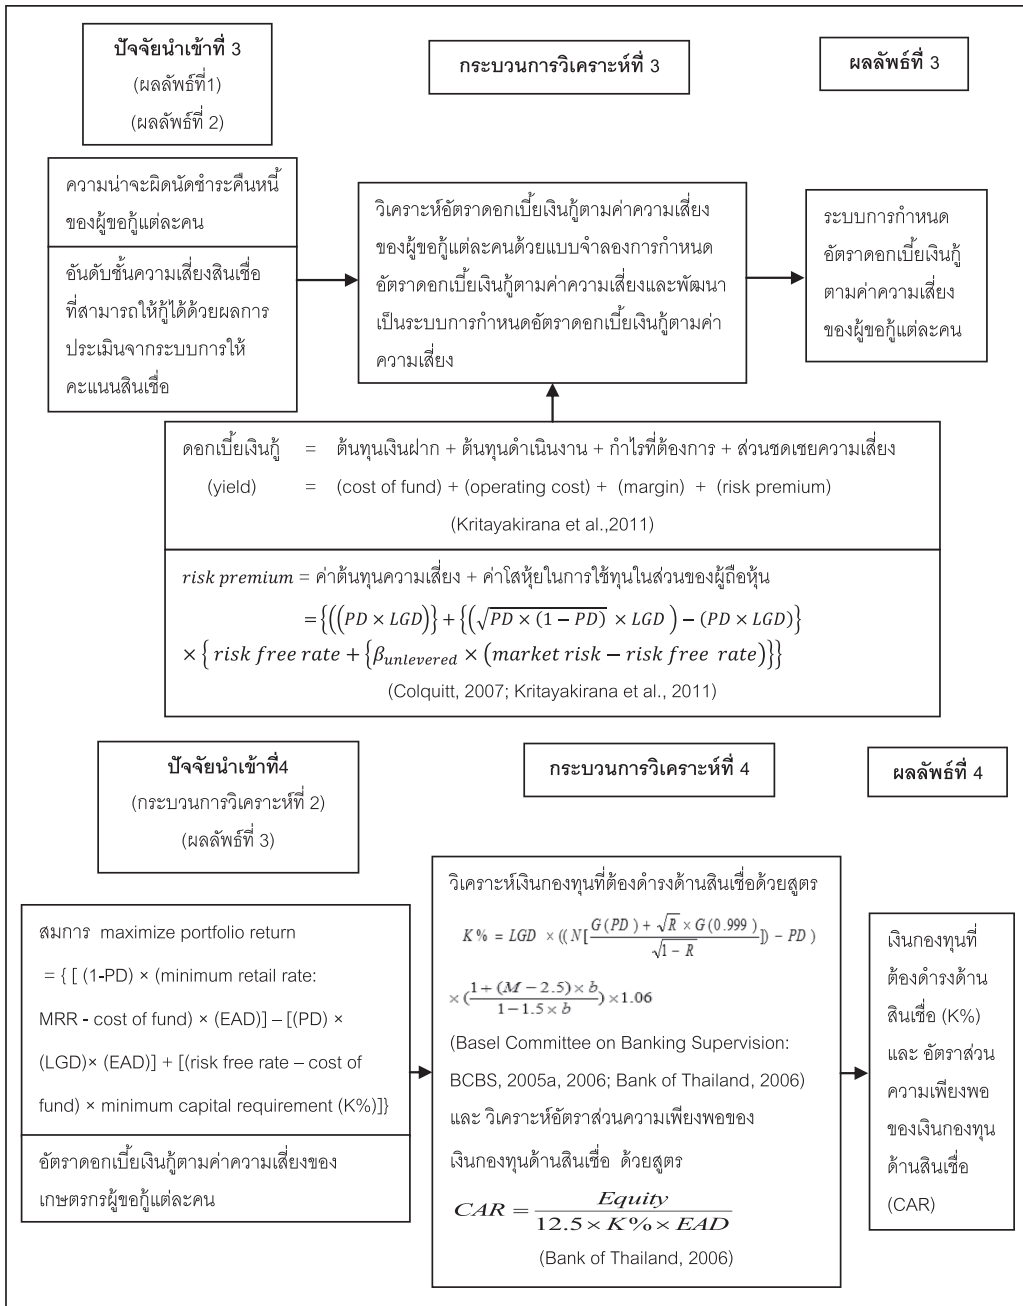 ปัจจัยนำเข้าที่ 3
(ผลลัพธ์ที่1)
(ผลลัพธ์ที่ 2)
กระบวนการวิเคราะห์ที่ 3
ผลลัพธ์ที่ 3
ความน่าจะผิดนัดชำระคืนหนี้
ของผู้ขอกู้แต่ละคน
อันดับชั้นความเสี่ยงสินเชื่อ
ที่สามารถให้กู้ได้ด้วยผลการ
ประเมินจากระบบการให้
คะแนนสินเชื่อ
วิเคราะห์อัตราดอกเบี้ยเงินกู้ตามค่าความเสี่ยง
ของผู้ขอกู้แต่ละคนด้วยแบบจำลองการกำหนด
อัตราดอกเบี้ยเงินกู้ตามค่าความเสี่ยงและพัฒนา
เป็นระบบการกำหนดอัตราดอกเบี้ยเงินกู้ตามค่า
ความเสี่ยง
ระบบการกำหนด
อัตราดอกเบี้ยเงินกู้
ตามค่าความเสี่ยง
ของผู้ขอกู้แต่ละคน
ดอกเบี้ยเงินกู้ = ต้นทุนเงินฝาก + ต้นทุนดำเนินงาน + กำไรที่ต้องการ + ส่วนชดเชยความเสี่ยง
(yield) = (cost of fund) + (operating cost) + (margin) + (risk premium)
(Kritayakirana et al.,2011)
risk premium = ค่าต้นทุนความเสี่ยง + ค่าโสหุ้ยในการใช้ทุนในส่วนของผู้ถือหุ้น
={((PD × LGD)} + {(√PD × (1 − PD) × LGD ) − (PD × LGD)}
× { risk free rate + {β unlevered × (market risk − risk free rate)}}
(Colquitt, 2007; Kritayakirana et al., 2011)
ปัจจัยนำเข้าที่4
(กระบวนการวิเคราะห์ที่ 2)
(ผลลัพธ์ที่ 3)
กระบวนการวิเคราะห์ที่ 4
ผลลัพธ์ที่ 4
สมการ maximize portfolio return
= { [ (1-PD) × (minimum retail rate:
MRR - cost of fund) × (EAD)] – [(PD) ×
(LGD)× (EAD)] + [(risk free rate – cost of
fund) × minimum capital requirement (K%)]}
อัตราดอกเบี้ยเงินกู้ตามค่าความเสี่ยงของ
เกษตรกรผู้ขอกู้แต่ละคน
วิเคราะห์เงินกองทุนที่ต้องดำรงด้านสินเชื่อด้วยสูตร
K% = LGD × ((N[ (G(PD) + √R × G(0.999)) / √1 − R ]) − PD )
× ( (1 + (M − 2.5) × b) / (1 − 1.5 × b) ) × 1.06
(Basel Committee on Banking Supervision:
BCBS, 2005a, 2006; Bank of Thailand, 2006)
และ วิเคราะห์อัตราส่วนความเพียงพอของ
เงินกองทุนด้านสินเชื่อ ด้วยสูตร
CAR = Equity / (12.5 × K% × EAD)
(Bank of Thailand, 2006)
เงินกองทุนที่
ต้องดำรงด้าน
สินเชื่อ (K%)
และ อัตราส่วน
ความเพียงพอ
ของเงินกองทุน
ด้านสินเชื่อ
(CAR)